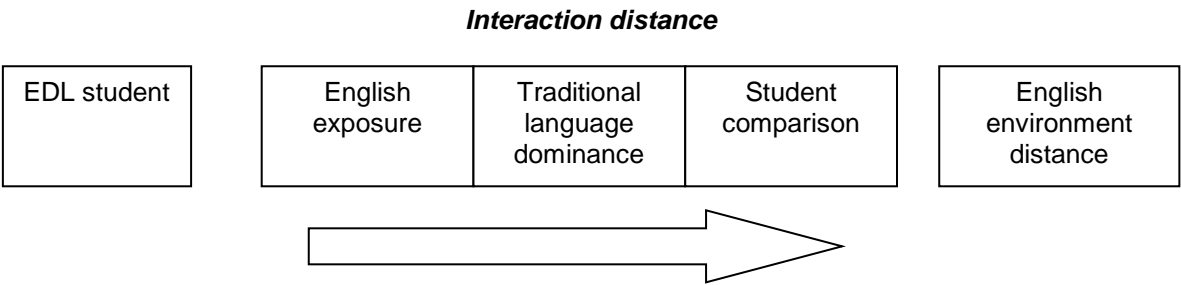 Interaction distance
EDL student
English
exposure
Traditional
language
dominance
Student
comparison
English
environment
distance